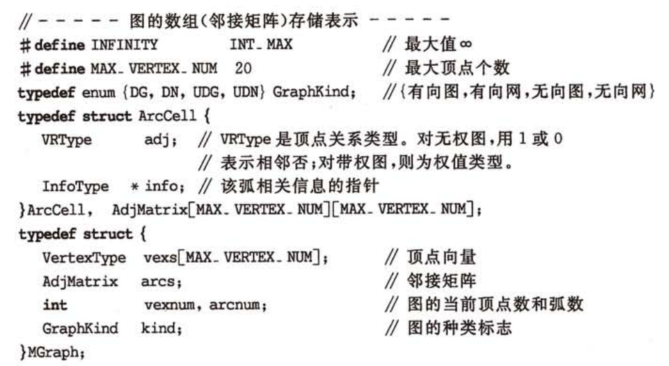 // - - - - - 图的数组(邻接矩阵)存储表示 - - - - -
#define INFINITY INT_MAX // 最大值∞
#define MAX_VERTEX_NUM 20 // 最大顶点个数
typedef enum {DG, DN, UDG, UDN} GraphKind; //{有向图,有向网,无向图,无向网}
typedef struct ArcCell {
VRType adj; // VRType 是顶点关系类型。对无权图,用 1 或 0
// 表示相邻否;对带权图,则为权值类型。
InfoType * info; // 该弧相关信息的指针
}ArcCell, AdjMatrix[MAX_VERTEX_NUM][MAX_VERTEX_NUM];
typedef struct {
VertexType vexs[MAX_VERTEX_NUM]; // 顶点向量
AdjMatrix arcs; // 邻接矩阵
int vexnum, arcnum; // 图的当前顶点数和弧数
GraphKind kind; // 图的种类标志
}MGraph;